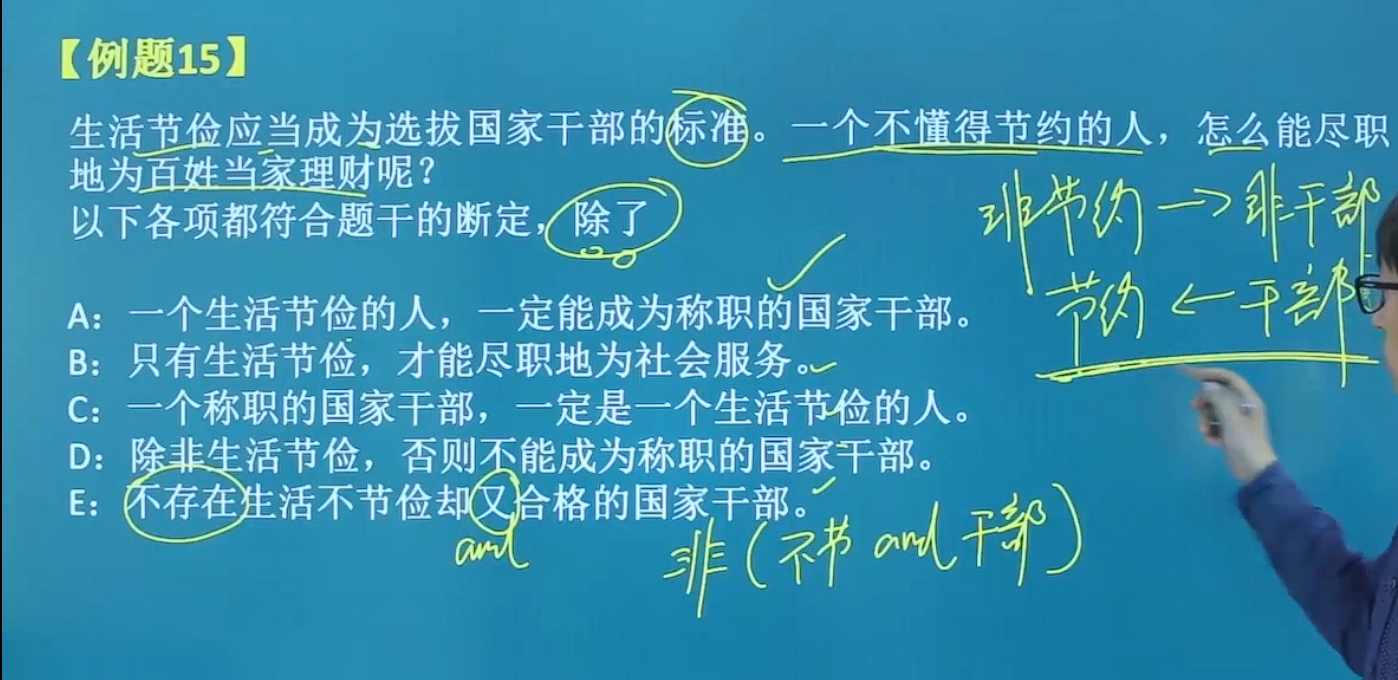 【例题15】
生活节俭应当成为选拔国家干部的标准。一个不懂得节约的人，怎么能尽职
地为百姓当家理财呢？
以下各项都符合题干的断定，除了
非节约→非干部
节约←干部
A：一个生活节俭的人，一定能成为称职的国家干部。
B：只有生活节俭，才能尽职地为社会服务。
C：一个称职的国家干部，一定是一个生活节俭的人。
D：除非生活节俭，否则不能成为称职的国家干部。
E：不存在生活不节俭却又合格的国家干部。
and
非（不节 and 干部）